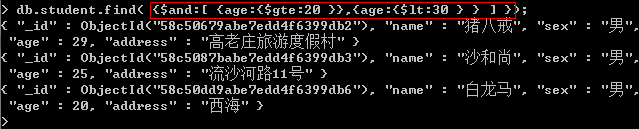 > db.student.find( {$and:[ {age:{$gte:20 }},{age:{$lt:30 } } ] });
{ "_id" : ObjectId("58c50679abe7edd4f6399db2"), "name" : "猪八戒", "sex" : "男",
"age" : 29, "address" : "高老庄旅游度假村" }
{ "_id" : ObjectId("58c5087babe7edd4f6399db3"), "name" : "沙和尚", "sex" : "男",
"age" : 25, "address" : "流沙河路11号" }
{ "_id" : ObjectId("58c50dd9abe7edd4f6399db6"), "name" : "白龙马", "sex" : "男",
"age" : 20, "address" : "西海" }
>